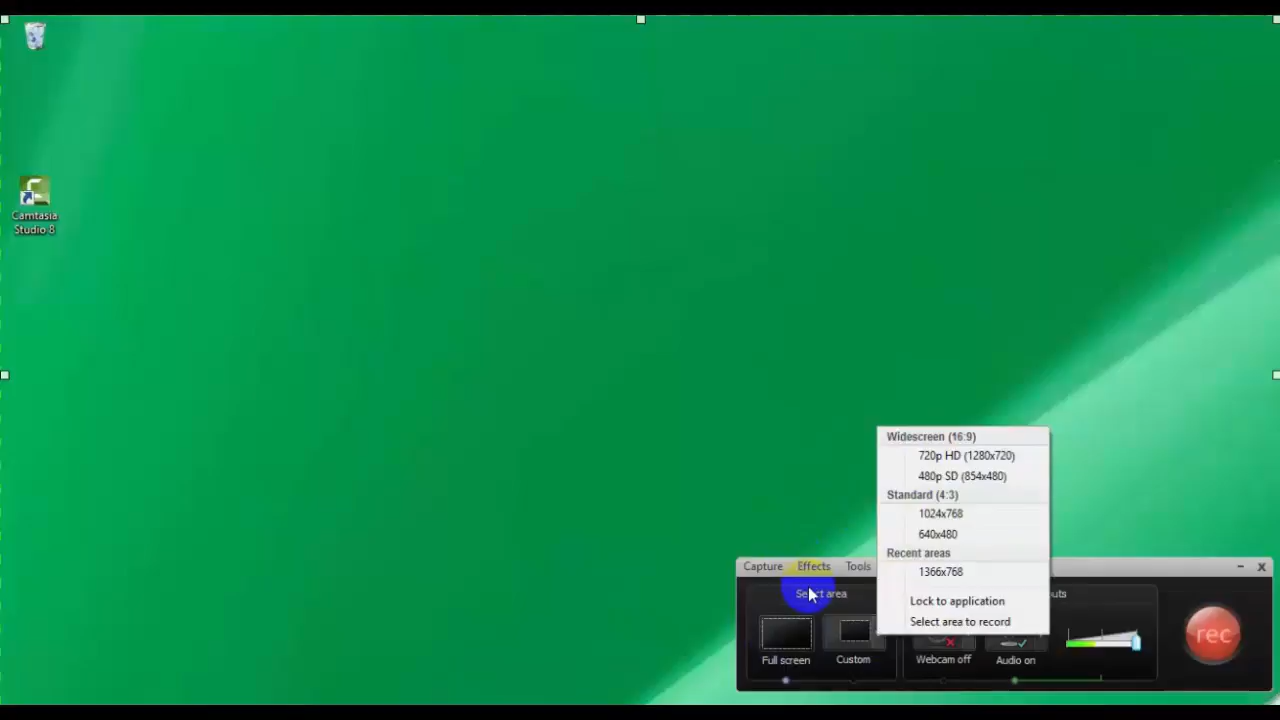 Camtasia
Studio 8
Widescreen (16:9)
720p HD (1280x720)
480p SD (854x480)
Standard (4:3)
1024x768
640x480
Recent areas
1366x768
Lock to application
Select area to record
Capture Effects Tools
Select area
Full screen
Custom
Webcam off
Audio on
rec